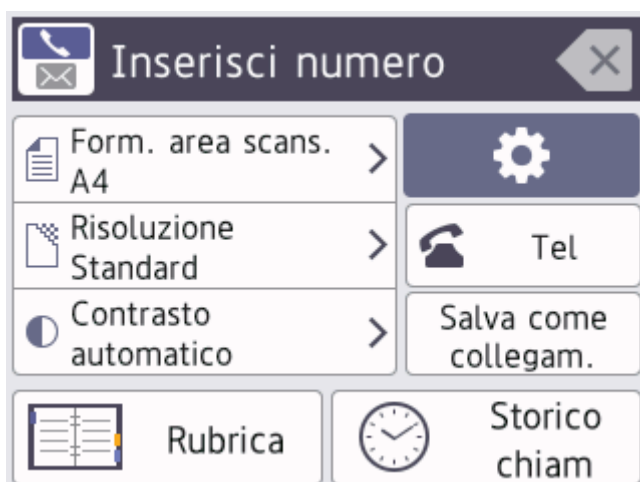 Inserisci numero
Form. area scans.
A4
Risoluzione
Standard
Contrasto
automatico
Tel
Salva come
collegam.
Rubrica
Storico
chiam